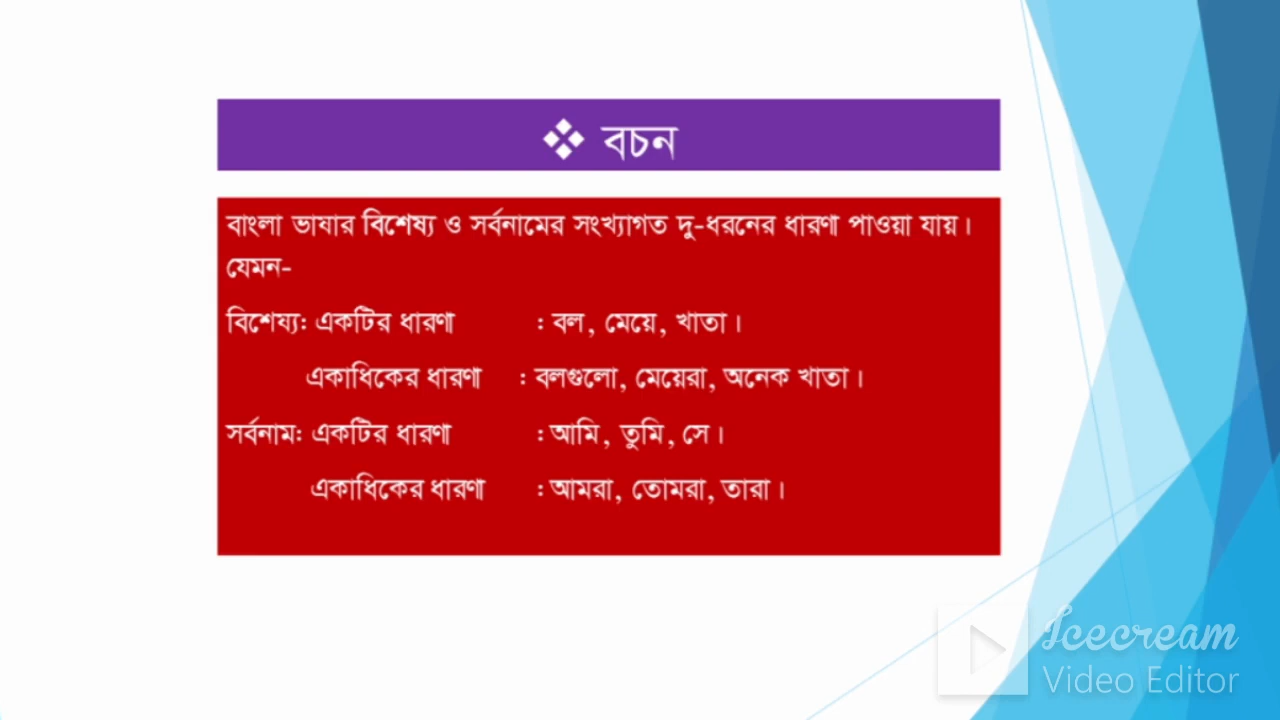 ❖ বচন
বাংলা ভাষার বিশেষ্য ও সর্বনামের সংখ্যাগত দু-ধরনের ধারণা পাওয়া যায়।
যেমন-
বিশেষ্য: একটির ধারণা : বল, মেয়ে, খাতা।
একাধিকের ধারণা : বলগুলো, মেয়েরা, অনেক খাতা।
সর্বনাম: একটির ধারণা : আমি, তুমি, সে।
একাধিকের ধারণা : আমরা, তোমরা, তারা।
Icecream
Video Editor